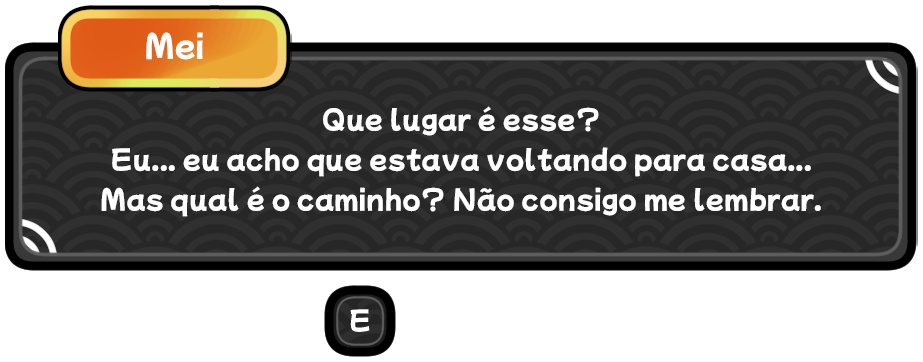 Mei
Que lugar é esse?
Eu... eu acho que estava voltando para casa...
Mas qual é o caminho? Não consigo me lembrar.
E